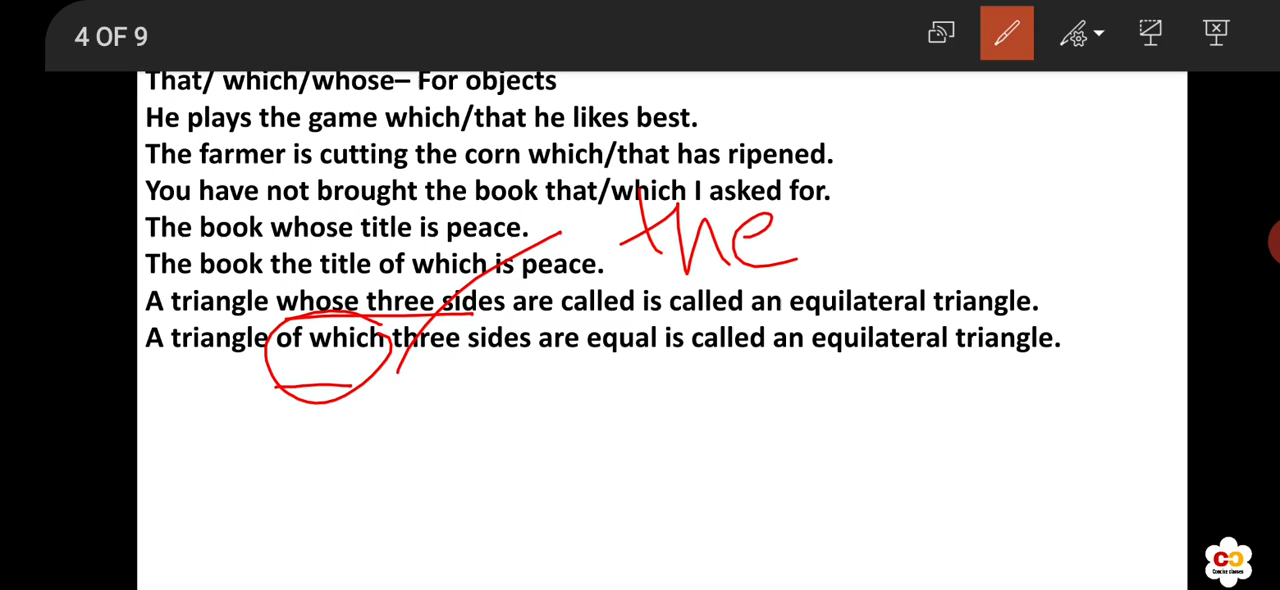 4 OF 9
That/ which/whose– For objects
He plays the game which/that he likes best.
The farmer is cutting the corn which/that has ripened.
You have not brought the book that/which I asked for.
the
The book whose title is peace.
The book the title of which is peace.
A triangle whose three sides are called is called an equilateral triangle.
A triangle of which three sides are equal is called an equilateral triangle.
CC
Concise classes